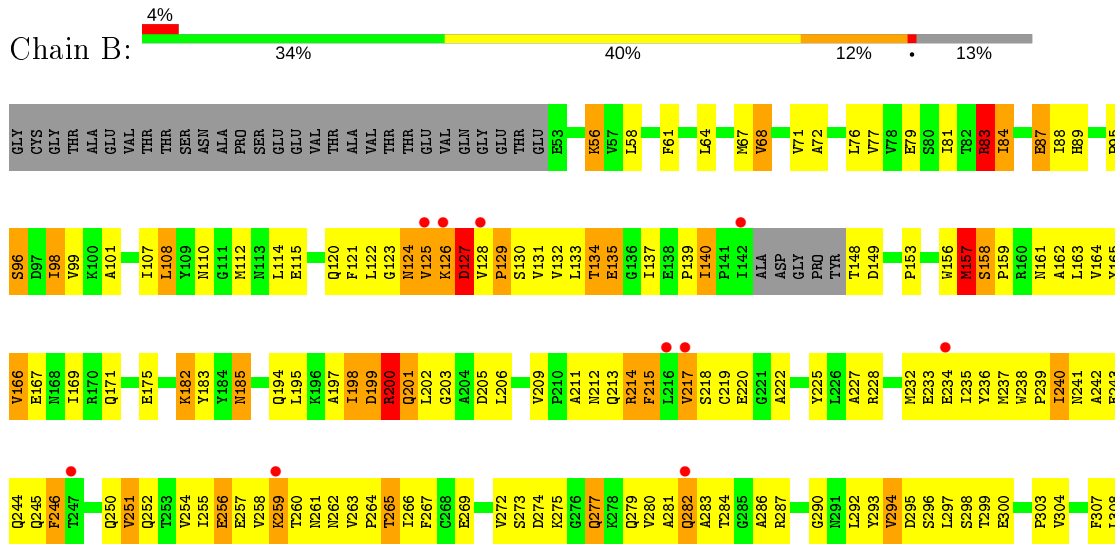 4%
Chain B:
34% 40% 12% • 13%
GLY CYS GLY THR ALA GLU VAL THR THR SER ASN ALA PRO SER GLU GLU VAL THR ALA VAL THR THR GLU VAL GLN GLY GLU THR GLU E53 K56 V57 L58 F61 L64 M67 V68 V71 A72 L76 V77 V78 E79 S80 I81 T82 R83 I84 E87 I88 H89
S96 D97 I98 V99 K100 A101 I107 L108 Y109 N110 G111 M112 N113 L114 E115 Q120 F121 L122 G123 N124 V125 K126 D127 V128 P129 S130 V131 V132 L133 T134 E135 G136 I137 E138 P139 I140 P141 I142 ALA ASP GLY PRO TYR T148 D149 P153 W156 M157 S158 P159 R160 N161 A162 L163 V164 Y165
V166 E167 N168 I169 R170 Q171 E175 K182 Y183 Y184 N185 Q194 L195 K196 A197 I198 D199 R200 Q201 L202 G203 A204 D205 L206 V209 P210 A211 N212 Q213 R214 F215 L216 V217 S218 C219 E220 G221 A222 Y225 L226 A227 R228 M232 E233 E234 I235 Y236 M237 W238 P239 I240 N241 A242
Q244 Q245 F246 T247 Q250 V251 Q252 T253 V254 I255 E256 E257 V258 K259 T260 N261 N262 V263 P264 T265 I266 F267 C268 E269 V272 S273 D274 K275 G276 Q277 K278 Q279 V280 A281 Q282 A283 T284 G285 A286 R287 G290 N291 L292 Y293 V294 D295 S296 L297 S298 T299 E300 P303 V304 F307